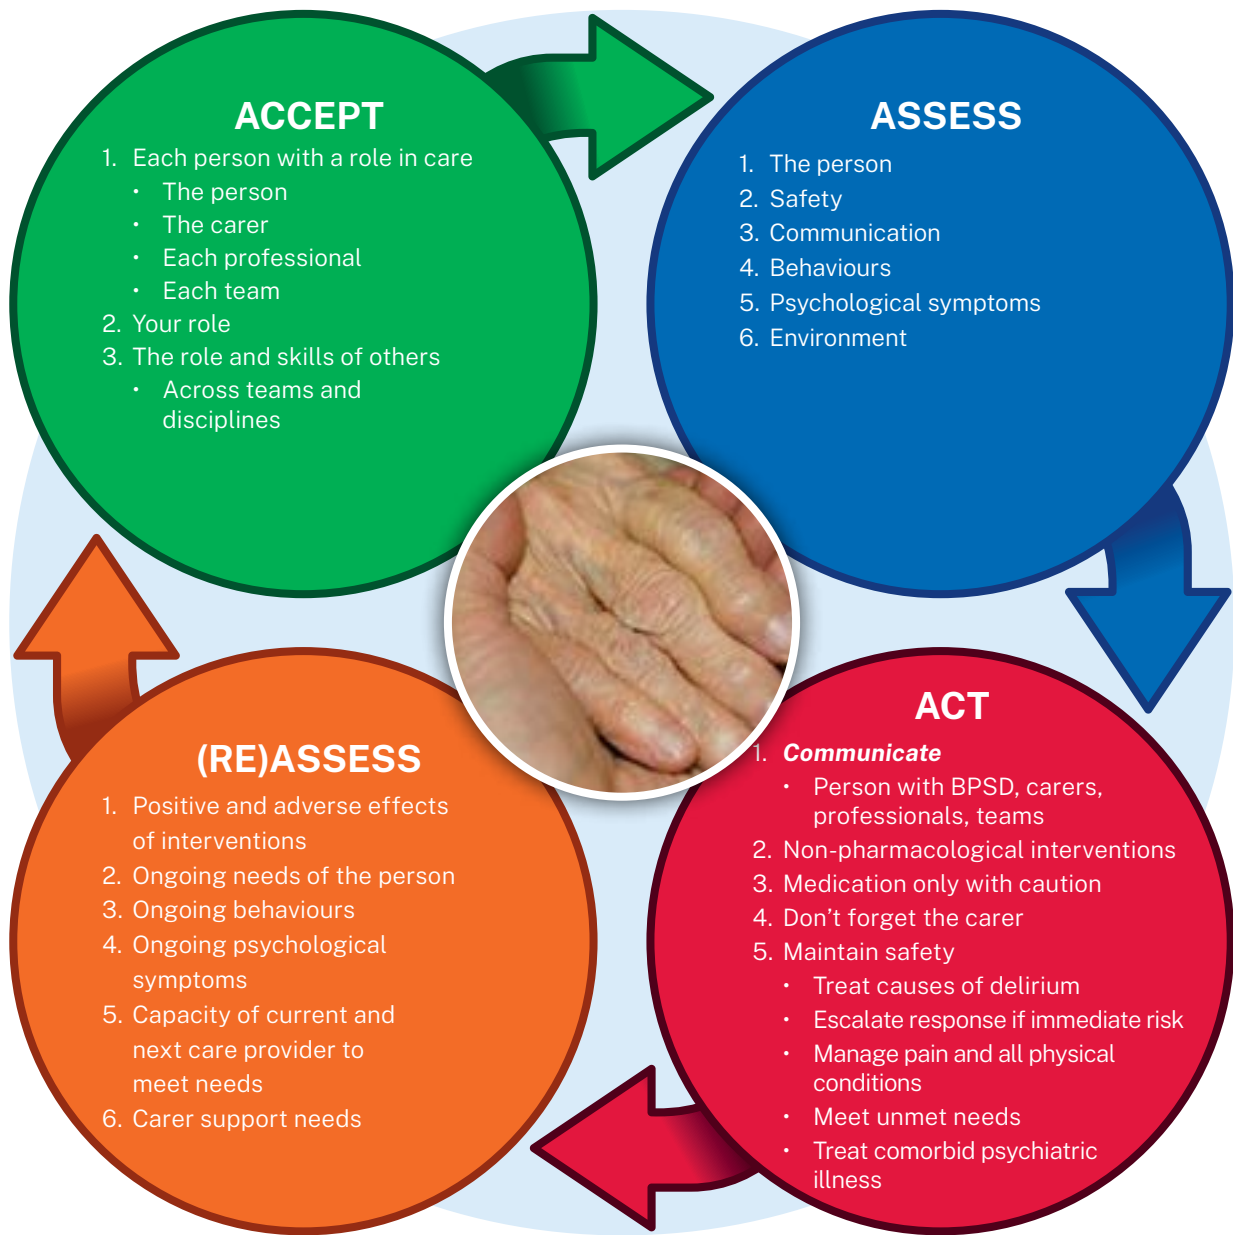 ACCEPT
1. Each person with a role in care
• The person
• The carer
• Each professional
• Each team
2. Your role
3. The role and skills of others
• Across teams and
disciplines
ASSESS
1. The person
2. Safety
3. Communication
4. Behaviours
5. Psychological symptoms
6. Environment
ACT
1. Communicate
• Person with BPSD, carers,
professionals, teams
2. Non-pharmacological interventions
3. Medication only with caution
4. Don’t forget the carer
5. Maintain safety
• Treat causes of delirium
• Escalate response if immediate risk
• Manage pain and all physical
conditions
• Meet unmet needs
• Treat comorbid psychiatric
illness
(RE)ASSESS
1. Positive and adverse effects
of interventions
2. Ongoing needs of the person
3. Ongoing behaviours
4. Ongoing psychological
symptoms
5. Capacity of current and
next care provider to
meet needs
6. Carer support needs